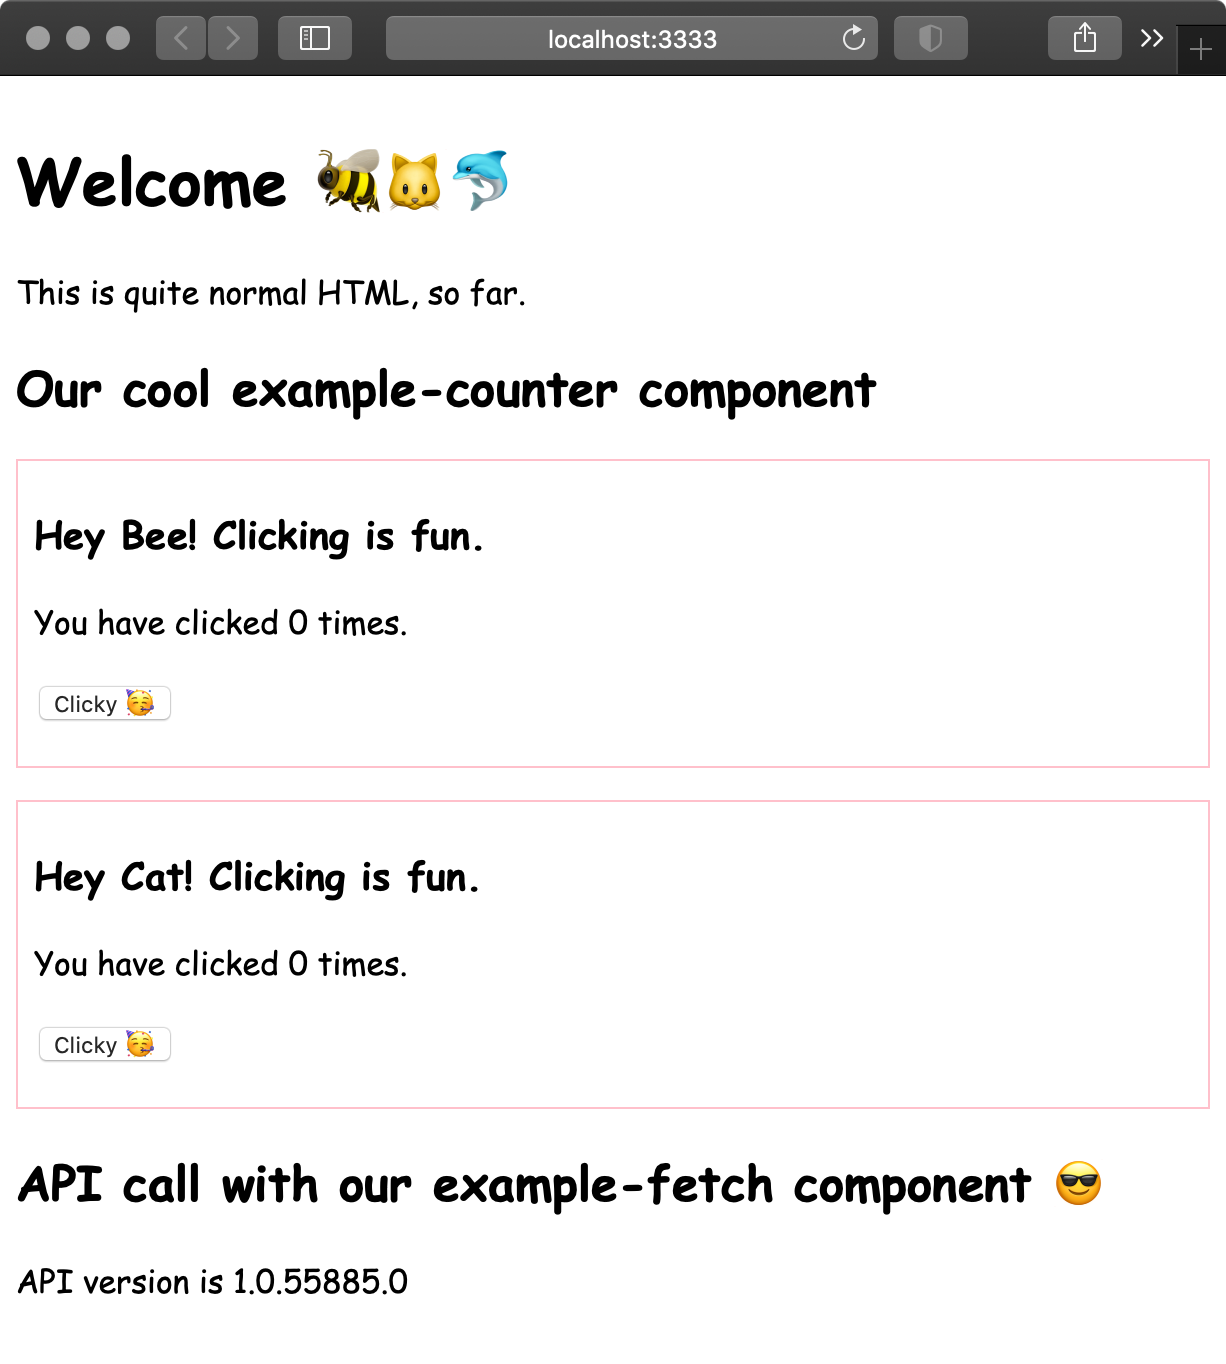 localhost:3333
Welcome 🐝🐱🐬
This is quite normal HTML, so far.
Our cool example-counter component
Hey Bee! Clicking is fun.
You have clicked 0 times.
Clicky 🥳
Hey Cat! Clicking is fun.
You have clicked 0 times.
Clicky 🥳
API call with our example-fetch component 😎
API version is 1.0.55885.0